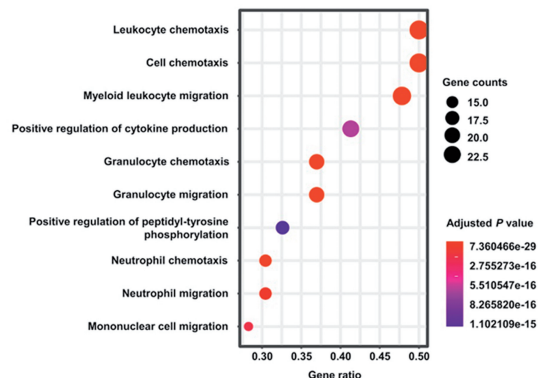 Leukocyte chemotaxis
Cell chemotaxis
Myeloid leukocyte migration
Positive regulation of cytokine production
Granulocyte chemotaxis
Granulocyte migration
Positive regulation of peptidyl-tyrosine
phosphorylation
Neutrophil chemotaxis
Neutrophil migration
Mononuclear cell migration
0.30 0.35 0.40 0.45 0.50
Gene ratio
Gene counts
15.0
17.5
20.0
22.5
Adjusted P value
7.360466e-29
2.755273e-16
5.510547e-16
8.265820e-16
1.102109e-15